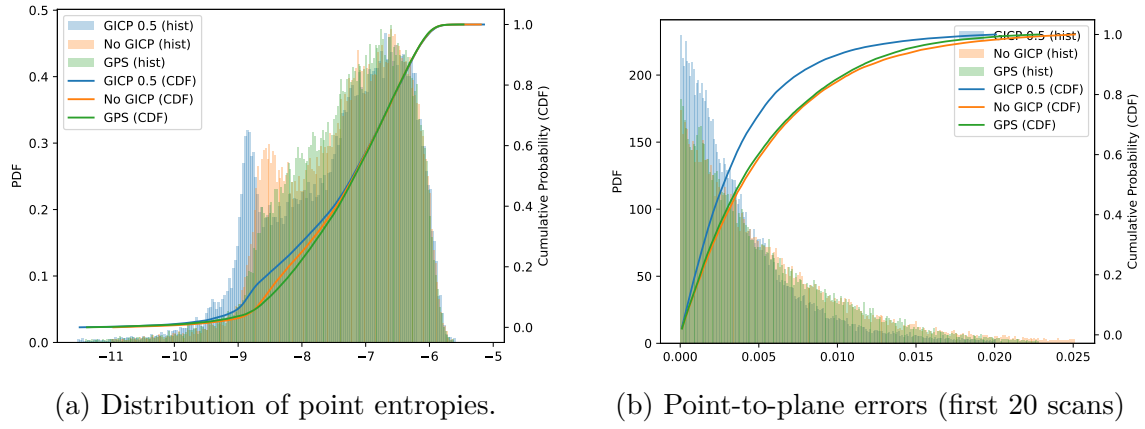 GICP 0.5 (hist)
No GICP (hist)
GPS (hist)
GICP 0.5 (CDF)
No GICP (CDF)
GPS (CDF)
PDF
0.5
0.4
0.3
0.2
0.1
0.0
−11
−10
−9
−8
−7
−6
−5
1.0
0.8
0.6
0.4
0.2
0.0
Cumulative Probability (CDF)
(a) Distribution of point entropies.
GICP 0.5 (hist)
No GICP (hist)
GPS (hist)
GICP 0.5 (CDF)
No GICP (CDF)
GPS (CDF)
PDF
200
150
100
50
0
0.000
0.005
0.010
0.015
0.020
0.025
1.0
0.8
0.6
0.4
0.2
0.0
Cumulative Probability (CDF)
(b) Point-to-plane errors (first 20 scans)